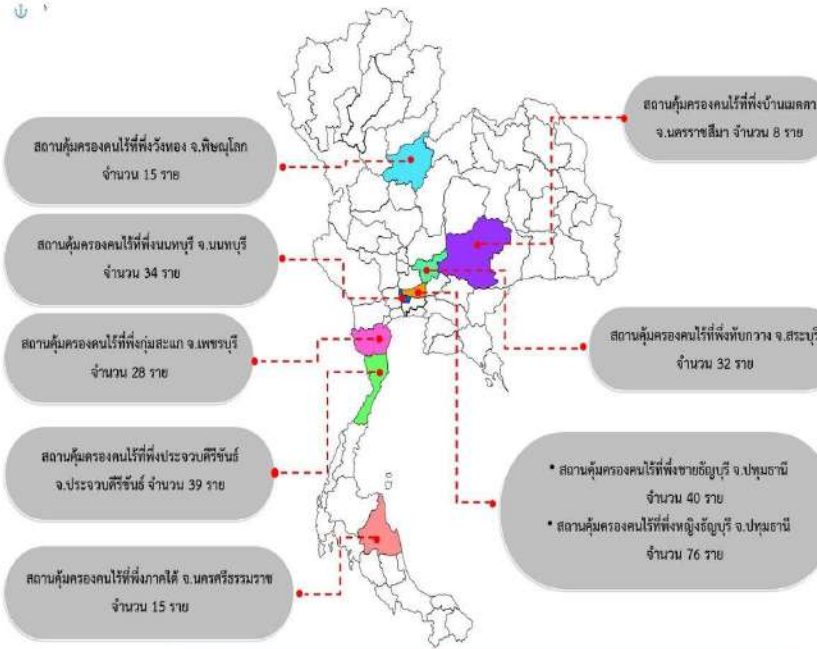 สถานคุ้มครองคนไร้ที่พึ่งบ้านเมตตา
จ.นครราชสีมา จำนวน 8 ราย
สถานคุ้มครองคนไร้ที่พึ่งวังทอง จ.พิษณุโลก
จำนวน 15 ราย
สถานคุ้มครองคนไร้ที่พึ่งนนทบุรี จ.นนทบุรี
จำนวน 34 ราย
สถานคุ้มครองคนไร้ที่พึ่งกุ่มสะแก จ.เพชรบุรี
จำนวน 28 ราย
สถานคุ้มครองคนไร้ที่พึ่งทับกวาง จ.สระบุรี
จำนวน 32 ราย
สถานคุ้มครองคนไร้ที่พึ่งประจวบคีรีขันธ์
จ.ประจวบคีรีขันธ์ จำนวน 39 ราย
* สถานคุ้มครองคนไร้ที่พึ่งชายธัญบุรี จ.ปทุมธานี
จำนวน 40 ราย
* สถานคุ้มครองคนไร้ที่พึ่งหญิงธัญบุรี จ.ปทุมธานี
จำนวน 76 ราย
สถานคุ้มครองคนไร้ที่พึ่งภาคใต้ จ.นครศรีธรรมราช
จำนวน 15 ราย